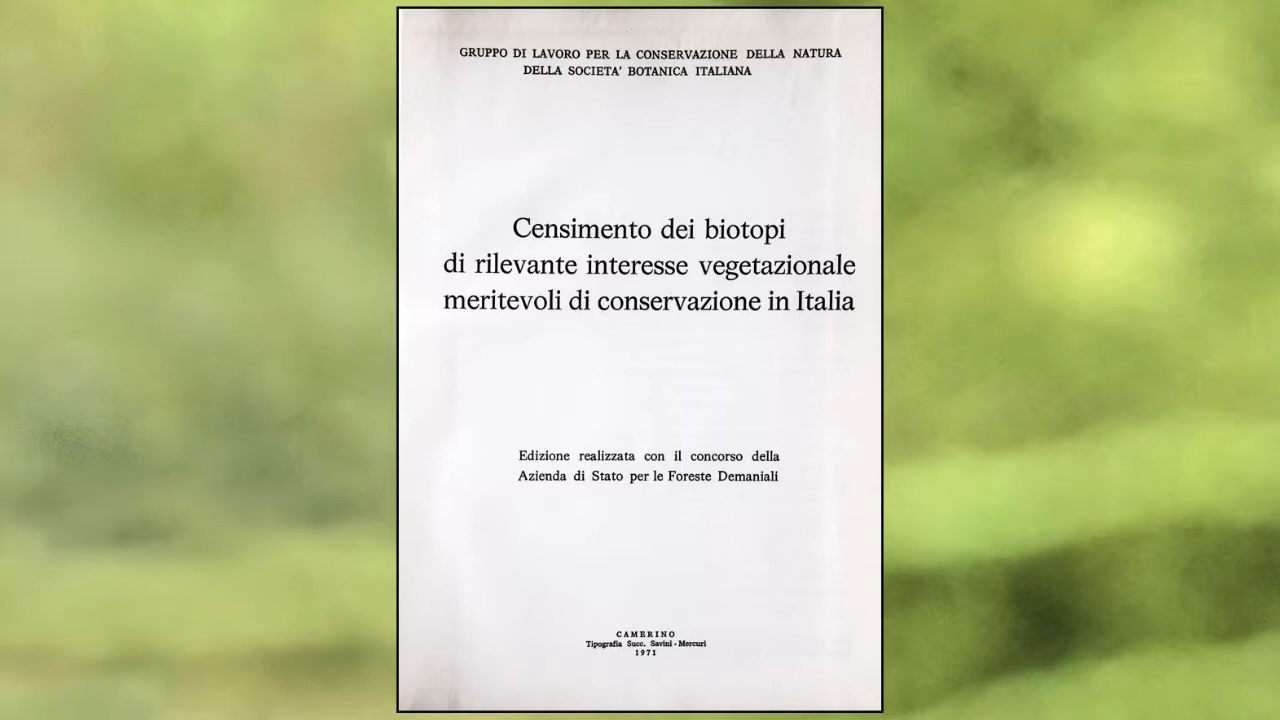 GRUPPO DI LAVORO PER LA CONSERVAZIONE DELLA NATURA
DELLA SOCIETA' BOTANICA ITALIANA
Censimento dei biotopi
di rilevante interesse vegetazionale
meritevoli di conservazione in Italia
Edizione realizzata con il concorso della
Azienda di Stato per le Foreste Demaniali
CAMERINO
Tipografia Succ. Savini - Mercuri
1971